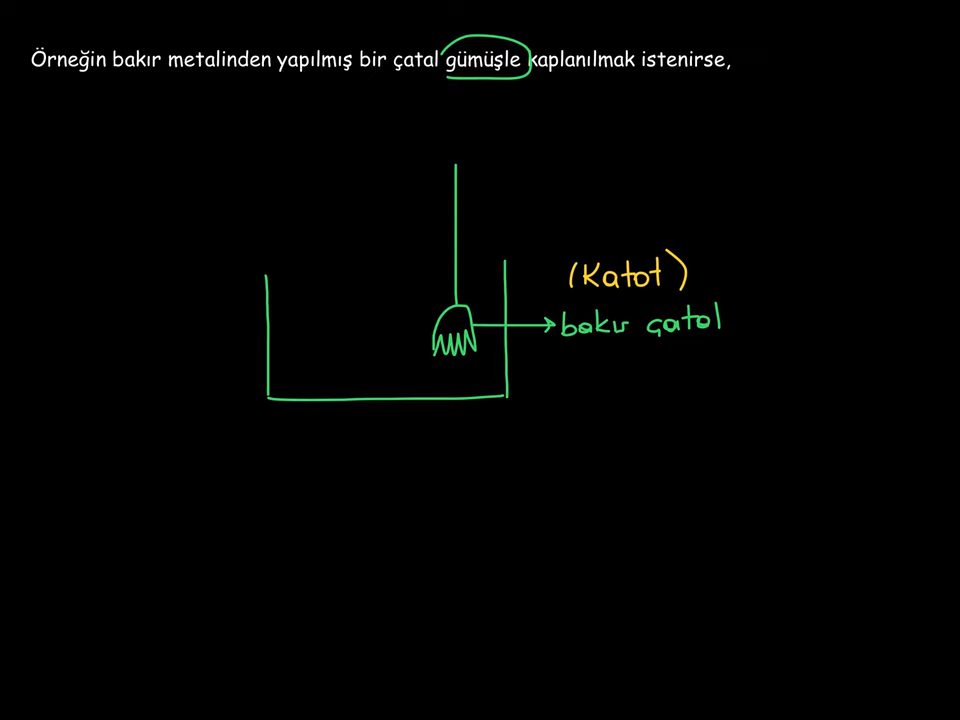 Örneğin bakır metalinden yapılmış bir çatal gümüşle kaplanılmak istenirse,
(Katot)
bakır çatal